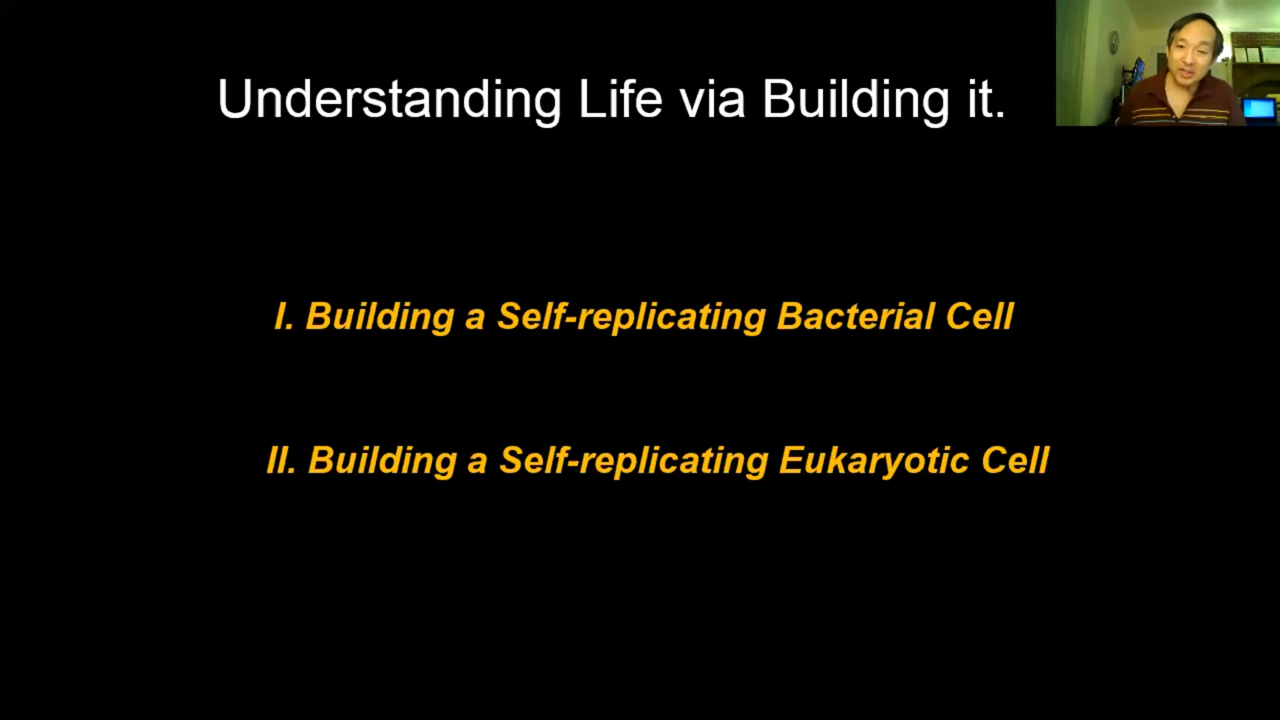 Understanding Life via Building it.
I. Building a Self-replicating Bacterial Cell
II. Building a Self-replicating Eukaryotic Cell